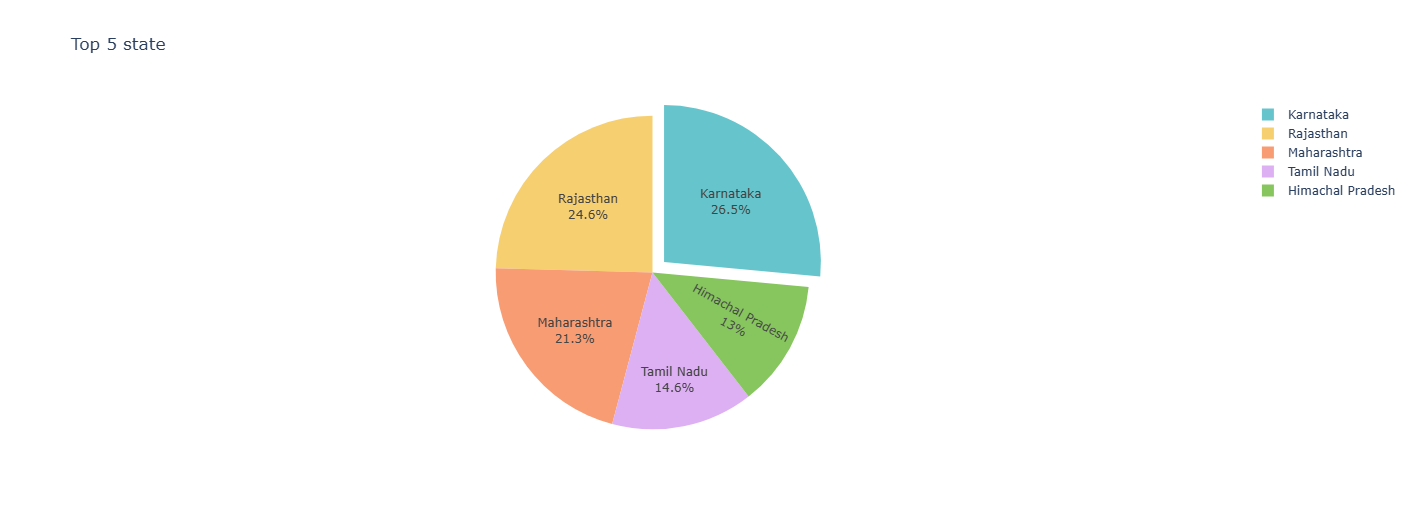 Top 5 state
Karnataka
26.5%
Rajasthan
24.6%
Maharashtra
21.3%
Tamil Nadu
14.6%
Himachal Pradesh
13%
Karnataka
Rajasthan
Maharashtra
Tamil Nadu
Himachal Pradesh